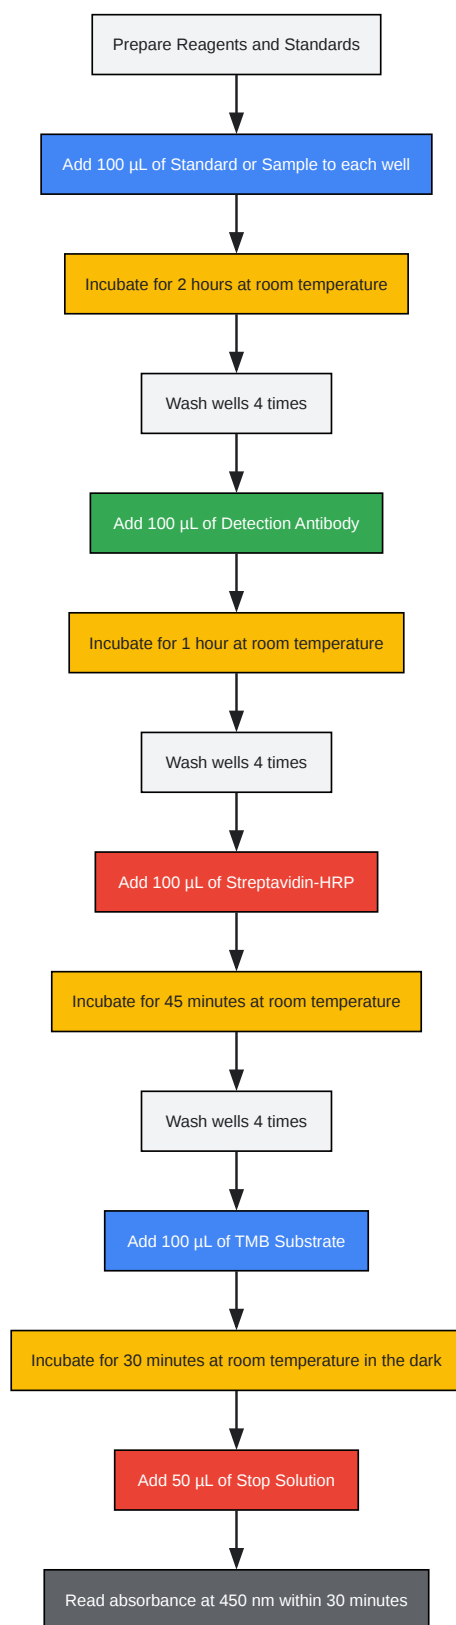 Prepare Reagents and Standards
Add 100 µL of Standard or Sample to each well
Incubate for 2 hours at room temperature
Wash wells 4 times
Add 100 µL of Detection Antibody
Incubate for 1 hour at room temperature
Wash wells 4 times
Add 100 µL of Streptavidin-HRP
Incubate for 45 minutes at room temperature
Wash wells 4 times
Add 100 µL of TMB Substrate
Incubate for 30 minutes at room temperature in the dark
Add 50 µL of Stop Solution
Read absorbance at 450 nm within 30 minutes